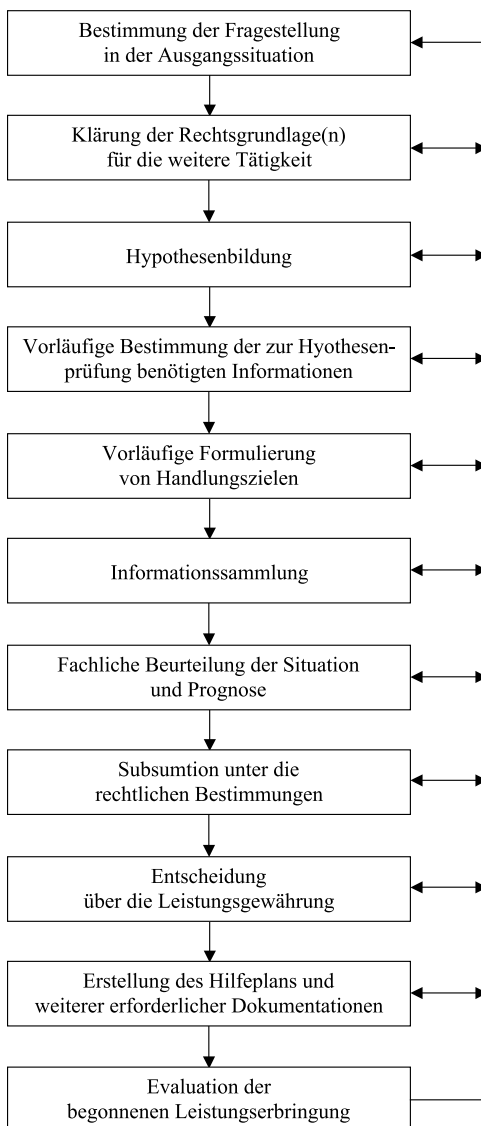 Bestimmung der Fragestellung
in der Ausgangssituation
Klärung der Rechtsgrundlage(n)
für die weitere Tätigkeit
Hypothesenbildung
Vorläufige Bestimmung der zur Hyothesen-
prüfung benötigten Informationen
Vorläufige Formulierung
von Handlungszielen
Informationssammlung
Fachliche Beurteilung der Situation
und Prognose
Subsumtion unter die
rechtlichen Bestimmungen
Entscheidung
über die Leistungsgewährung
Erstellung des Hilfeplans und
weiterer erforderlicher Dokumentationen
Evaluation der
begonnenen Leistungserbringung